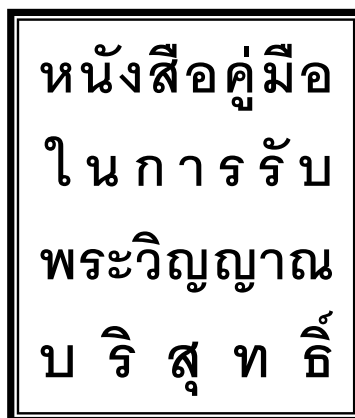 หนังสือคู่มือ
ในการรับ
พระวิญญาณ
บริสุทธิ์